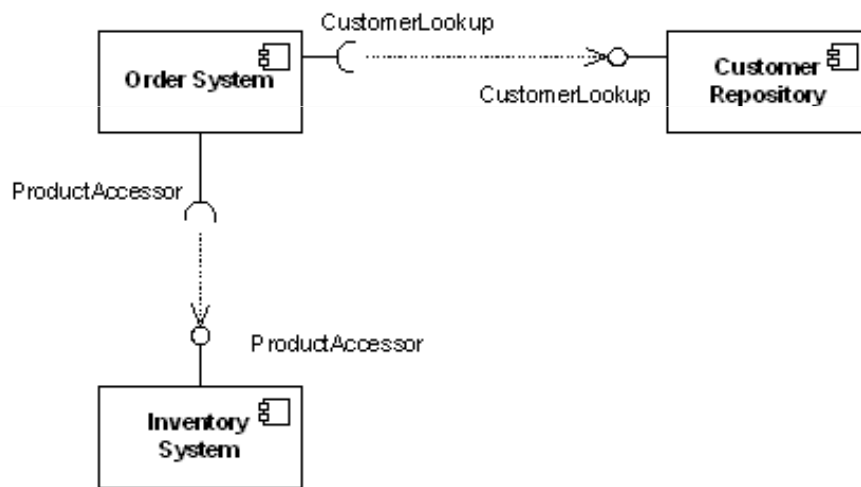 CustomerLookup
Order System
Customer
Repository
CustomerLookup
ProductAccessor
ProductAccessor
Inventory
System